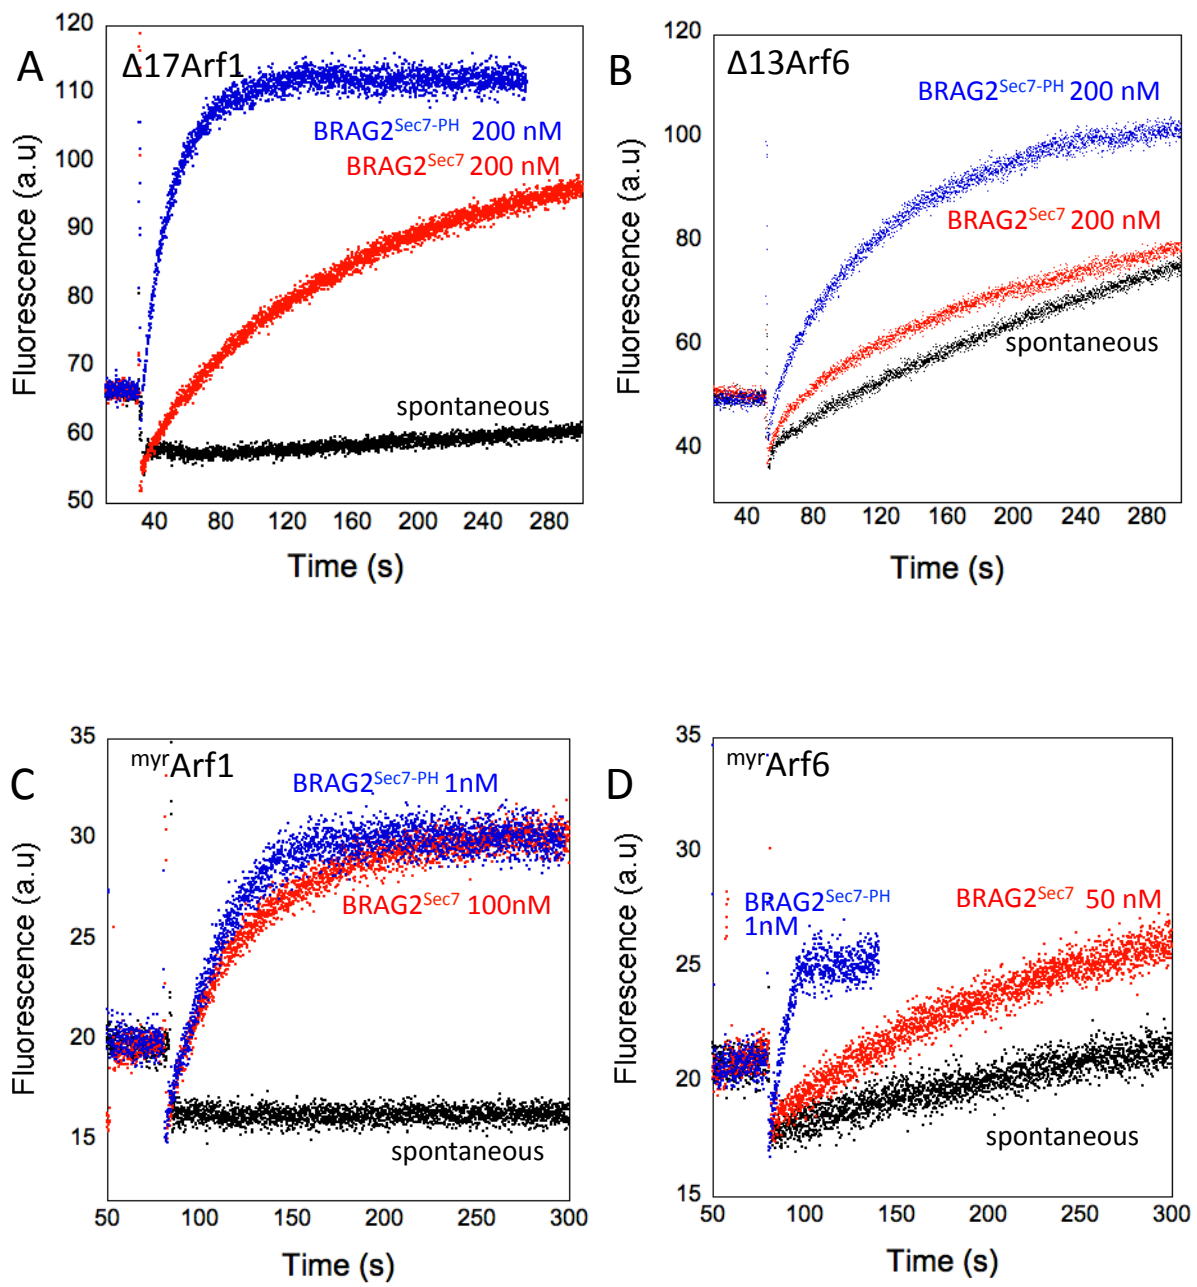 A
Δ17Arf1
120
110
100
90
80
70
60
50
Fluorescence (a.u)
BRAG2Sec7-PH 200 nM
BRAG2Sec7 200 nM
spontaneous
40 80 120 160 200 240 280
Time (s)
B
Δ13Arf6
120
100
80
60
40
Fluorescence (a.u)
BRAG2Sec7-PH 200 nM
BRAG2Sec7 200 nM
spontaneous
40 80 120 160 200 240 280
Time (s)
C
myrArf1
35
30
25
20
15
Fluorescence (a.u)
BRAG2Sec7-PH 1nM
BRAG2Sec7 100nM
spontaneous
50 100 150 200 250 300
Time (s)
D
myrArf6
35
30
25
20
15
Fluorescence (a.u)
BRAG2Sec7-PH
1nM
BRAG2Sec7 50 nM
spontaneous
50 100 150 200 250 300
Time (s)